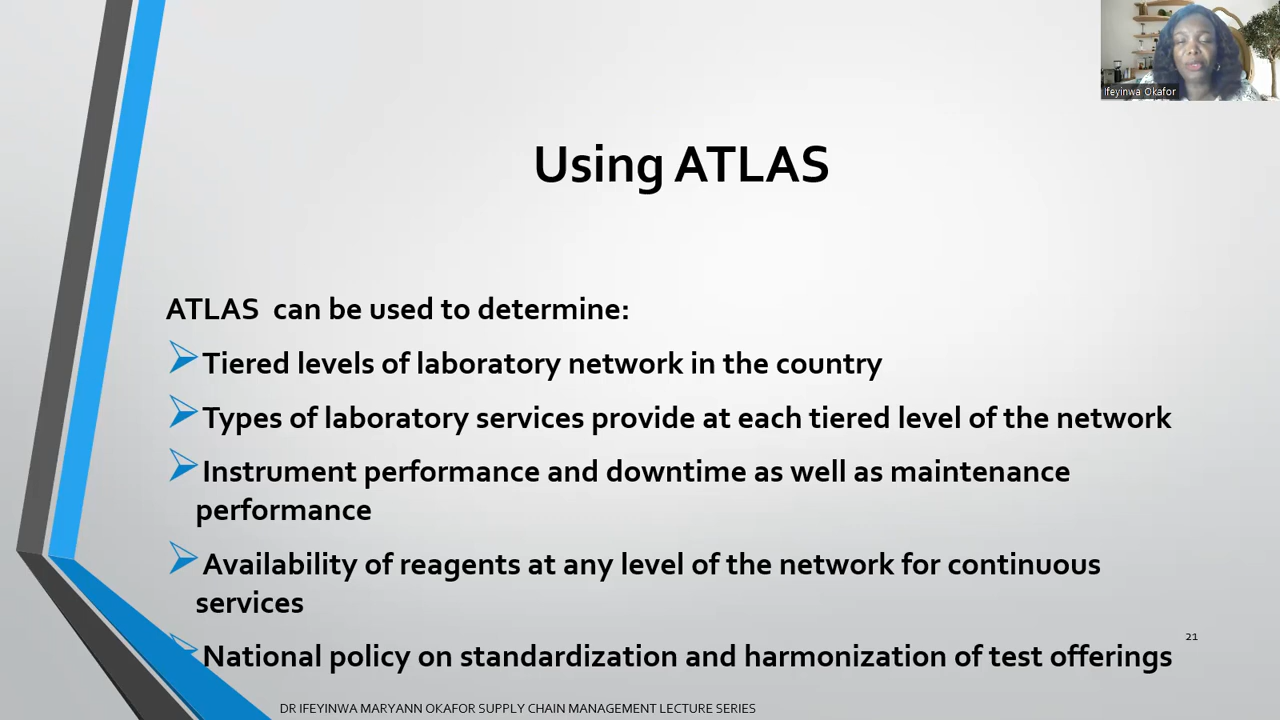 Ifeyinwa Okafor
Using ATLAS
ATLAS can be used to determine:
Tiered levels of laboratory network in the country
Types of laboratory services provide at each tiered level of the network
Instrument performance and downtime as well as maintenance
performance
Availability of reagents at any level of the network for continuous
services
National policy on standardization and harmonization of test offerings
21
DR IFEYINWA MARYANN OKAFOR SUPPLY CHAIN MANAGEMENT LECTURE SERIES